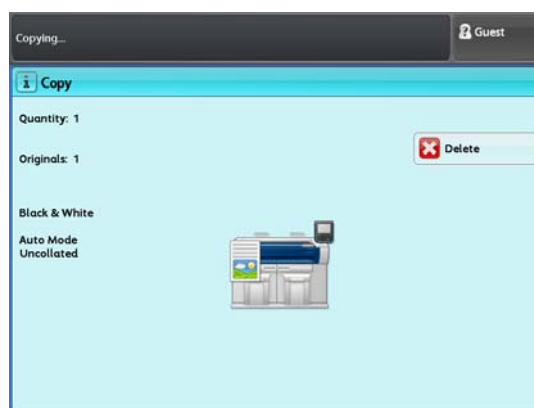 Copying...
Guest
Copy
Quantity: 1
Delete
Originals: 1
Black & White
Auto Mode
Uncollated